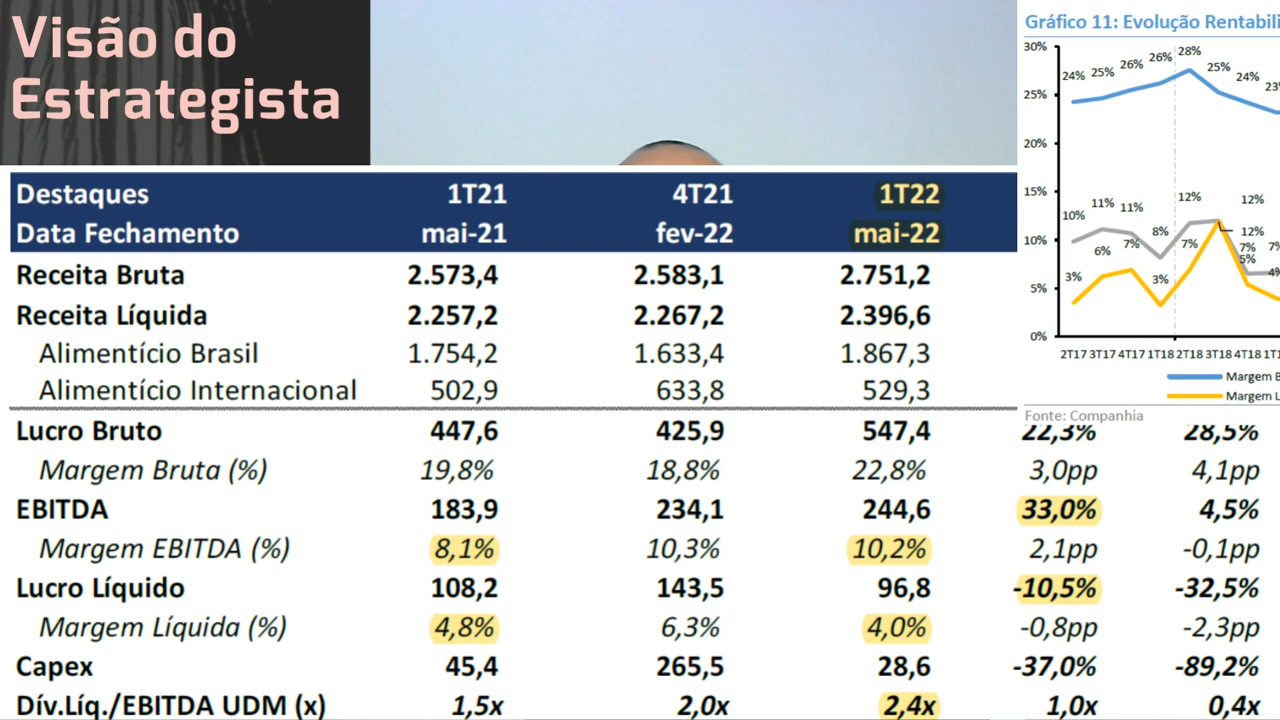 Visão do
Estrategista
Destaques 1T21 4T21 1T22
Data Fechamento mai-21 fev-22 mai-22
Receita Bruta 2.573,4 2.583,1 2.751,2
Receita Líquida 2.257,2 2.267,2 2.396,6
Alimentício Brasil 1.754,2 1.633,4 1.867,3
Alimentício Internacional 502,9 633,8 529,3
Lucro Bruto 447,6 425,9 547,4 22,3% 28,5%
Margem Bruta (%) 19,8% 18,8% 22,8% 3,0pp 4,1pp
EBITDA 183,9 234,1 244,6 33,0% 4,5%
Margem EBITDA (%) 8,1% 10,3% 10,2% 2,1pp -0,1pp
Lucro Líquido 108,2 143,5 96,8 -10,5% -32,5%
Margem Líquida (%) 4,8% 6,3% 4,0% -0,8pp -2,3pp
Capex 45,4 265,5 28,6 -37,0% -89,2%
Dív.Líq./EBITDA UDM (x) 1,5x 2,0x 2,4x 1,0x 0,4x
Gráfico 11: Evolução
30%
25%
20%
15%
10%
5%
0%
24% 25% 26% 26% 28% 25% 24%
10% 11% 11% 8% 12% 12% 12%
3% 6% 7% 3% 7% 7% 5% 4%
2T17 3T17 4T17 1T18 2T18 3T18 4T18
Margem
Margem
Fonte: Companhia